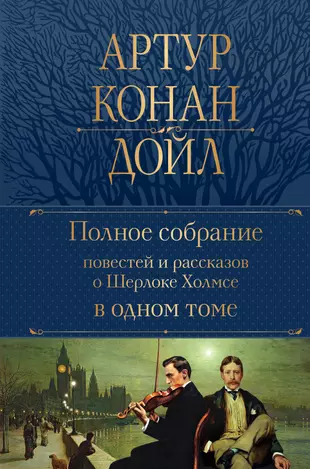 АРТУР
КОНАН
ДОЙЛ
Полное собрание
повестей и рассказов
о Шерлоке Холмсе
в одном томе